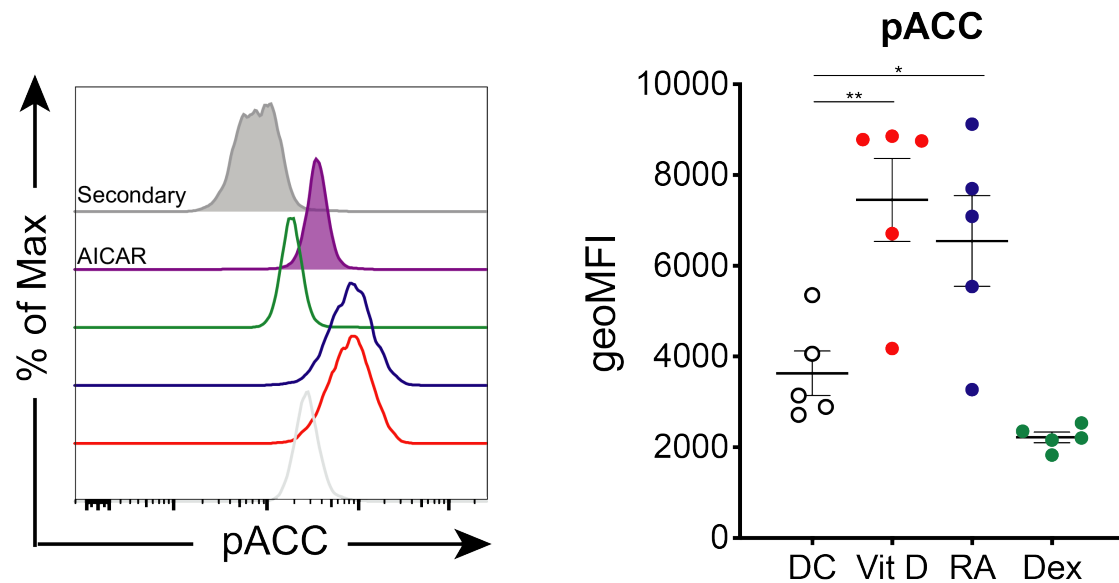 % of Max
Secondary
AICAR
pACC
pACC
geoMFI
10000
8000
6000
4000
2000
0
*
**
DC Vit D RA Dex